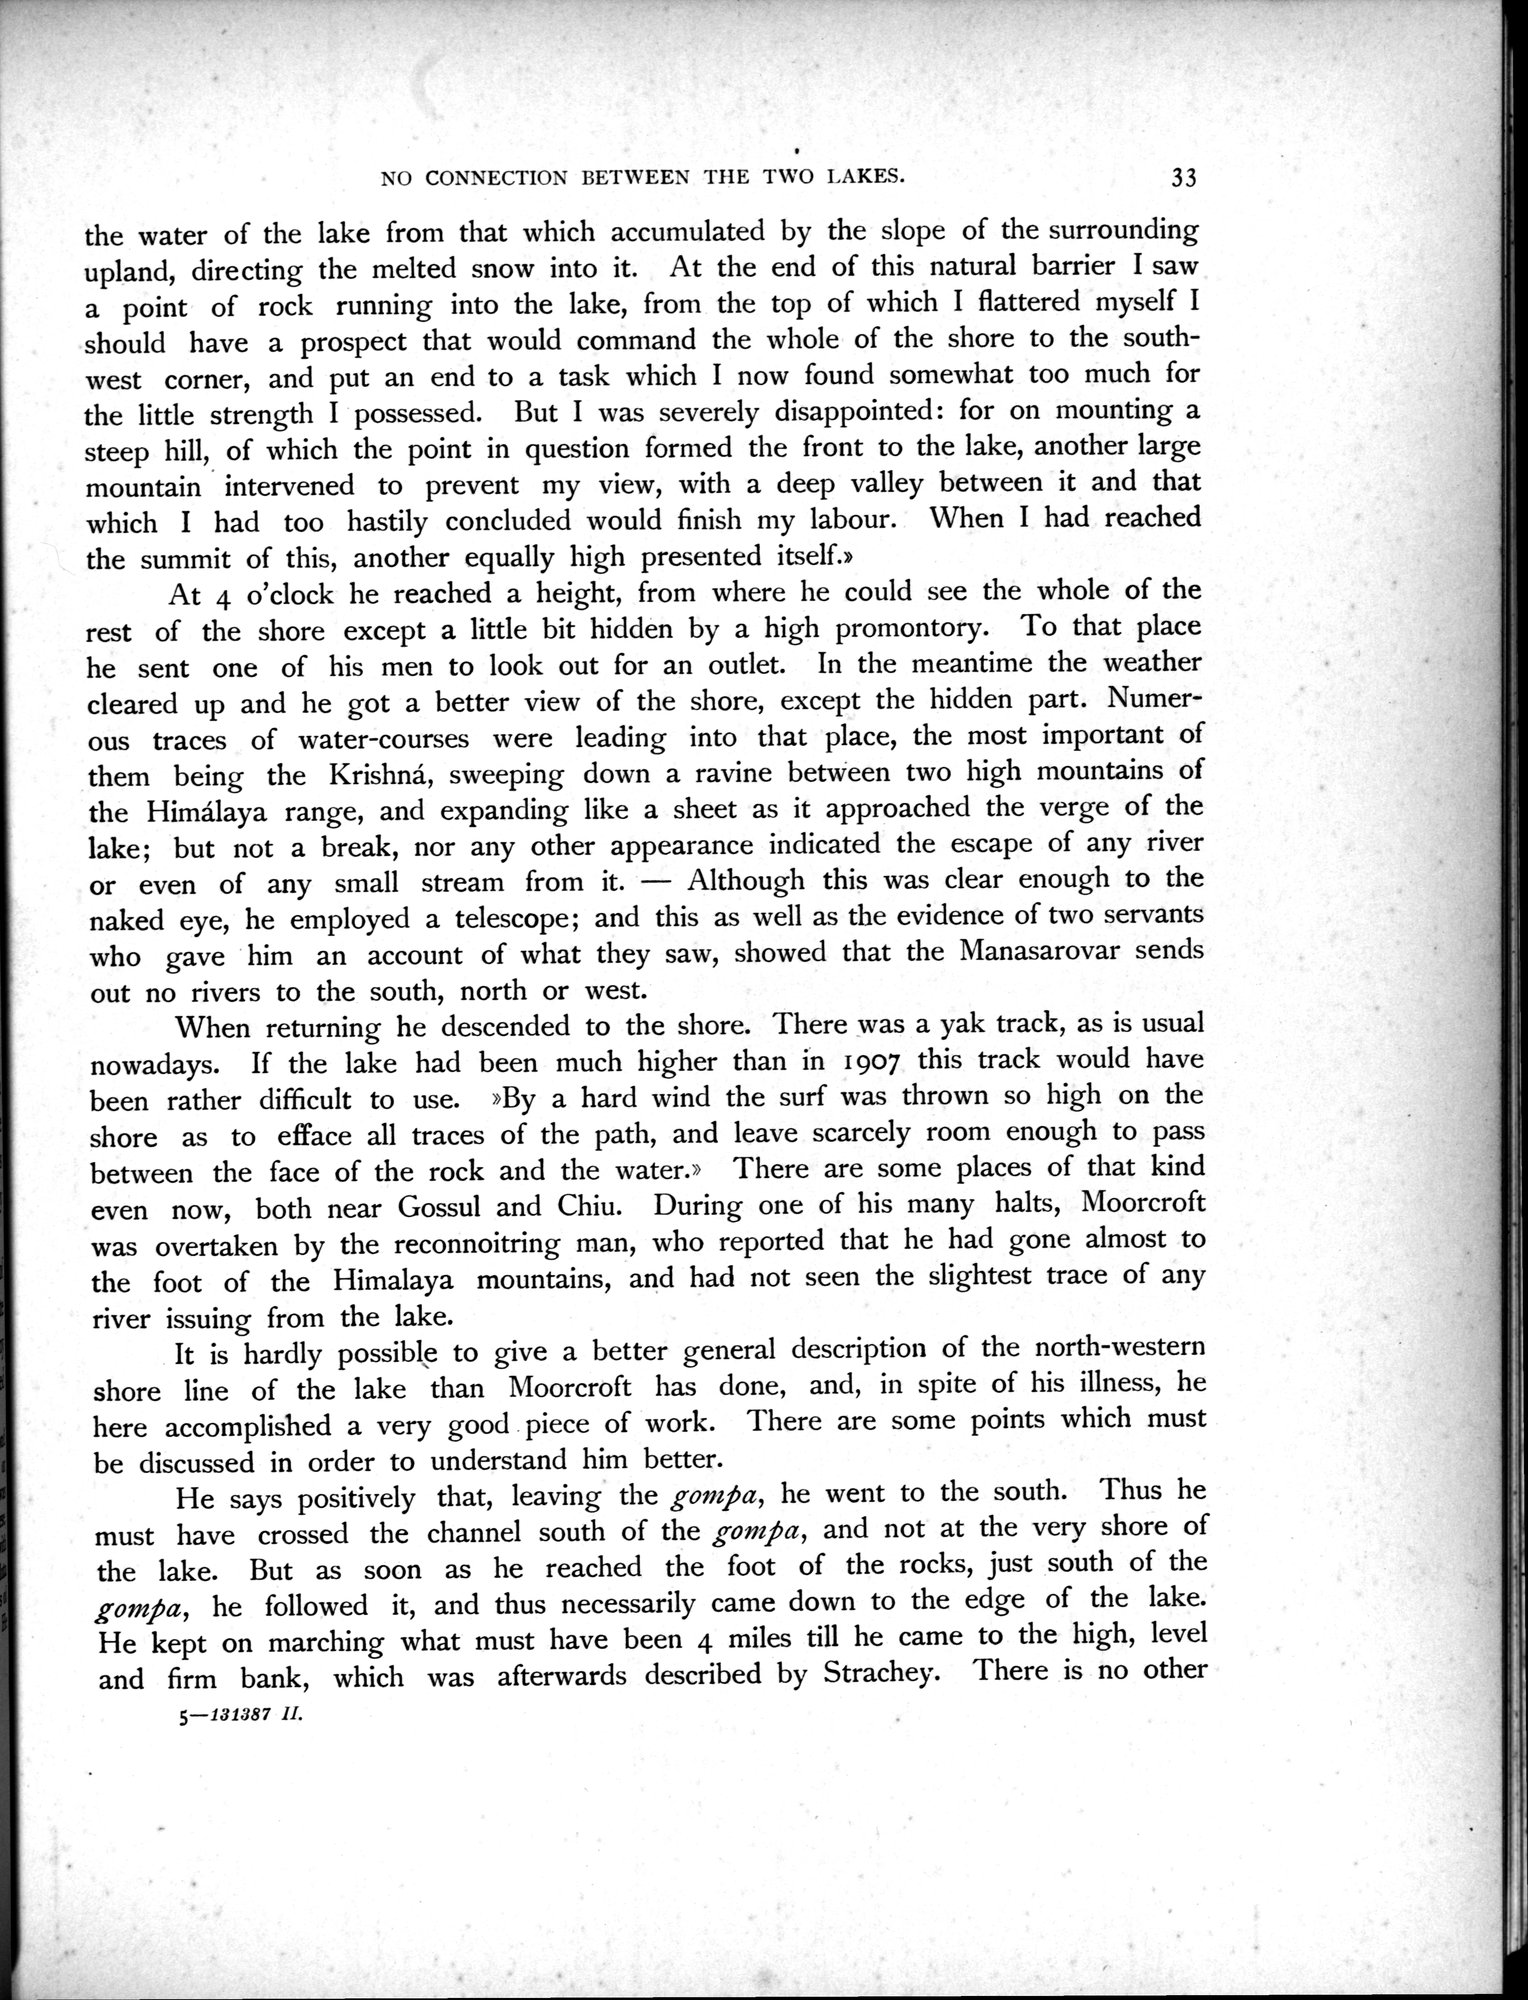 NO CONNECTION BETWEEN THE TWO LAKES. 33
the water of the lake from that which accumulated by the slope of the surrounding
upland, directing the melted snow into it. At the end of this natural barrier I saw
a point of rock running into the lake, from the top of which I flattered myself I
should have a prospect that would command the whole of the shore to the south-
west corner, and put an end to a task which I now found somewhat too much for
the little strength I possessed. But I was severely disappointed: for on mounting a
steep hill, of which the point in question formed the front to the lake, another large
mountain intervened to prevent my view, with a deep valley between it and that
which I had too hastily concluded would finish my labour. When I had reached
the summit of this, another equally high presented itself.»
At 4 o'clock he reached a height, from where he could see the whole of the
rest of the shore except a little bit hidden by a high promontory. To that place
he sent one of his men to look out for an outlet. In the meantime the weather
cleared up and he got a better view of the shore, except the hidden part. Numer-
ous traces of water-courses were leading into that place, the most important of
them being the Krishná, sweeping down a ravine between two high mountains of
the Himálaya range, and expanding like a sheet as it approached the verge of the
lake; but not a break, nor any other appearance indicated the escape of any river
or even of any small stream from it. — Although this was clear enough to the
naked eye, he employed a telescope; and this as well as the evidence of two servants
who gave him an account of what they saw, showed that the Manasarovar sends
out no rivers to the south, north or west.
When returning he descended to the shore. There was a yak track, as is usual
nowadays. If the lake had been much higher than in 1907 this track would have
been rather difficult to use. »By a hard wind the surf was thrown so high on the
shore as to efface all traces of the path, and leave scarcely room enough to pass
between the face of the rock and the water.» There are some places of that kind
even now, both near Gossul and Chiu. During one of his many halts, Moorcroft
was overtaken by the reconnoitring man, who reported that he had gone almost to
the foot of the Himalaya mountains, and had not seen the slightest trace of any
river issuing from the lake.
It is hardly possible to give a better general description of the north-western
shore line of the lake than Moorcroft has done, and, in spite of his illness, he
here accomplished a very good piece of work. There are some points which must
be discussed in order to understand him better.
He says positively that, leaving the gompa, he went to the south. Thus he
must have crossed the channel south of the gompa, and not at the very shore of
the lake. But as soon as he reached the foot of the rocks, just south of the
gompa, he followed it, and thus necessarily came down to the edge of the lake.
He kept on marching what must have been 4 miles till he came to the high, level
and firm bank, which was afterwards described by Strachey. There is no other
5—131387 II.